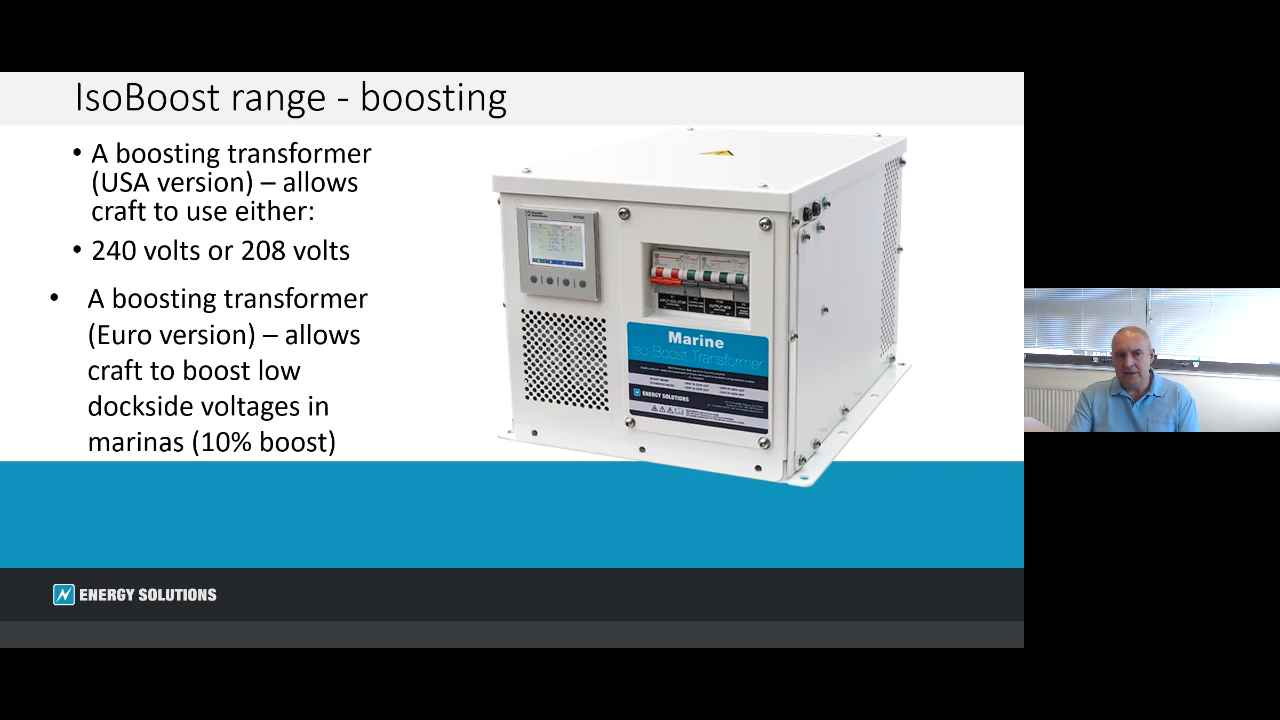 IsoBoost range - boosting
• A boosting transformer
(USA version) – allows
craft to use either:
• 240 volts or 208 volts
• A boosting transformer
(Euro version) – allows
craft to boost low
dockside voltages in
marinas (10% boost)
Marine
Iso Boost Transformer
ENERGY SOLUTIONS
ENERGY SOLUTIONS